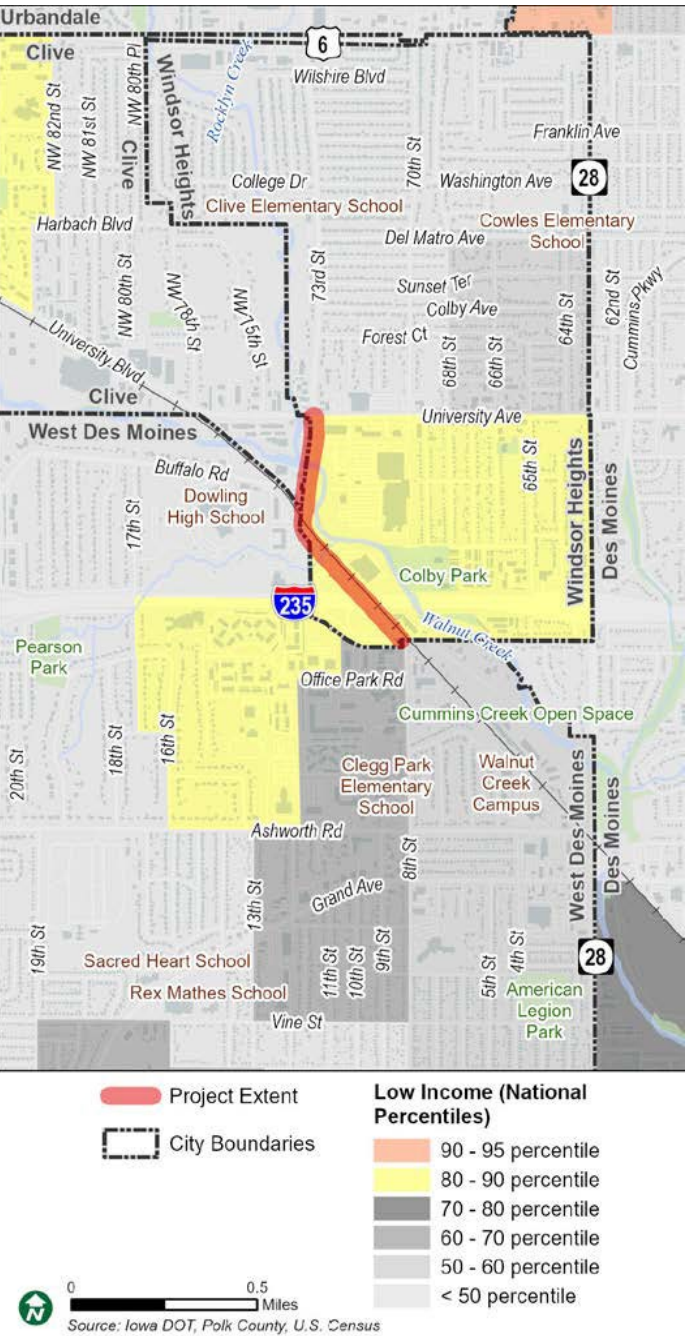 Urbandale
Clive
6
Wilshire Blvd
Rocklyn Creek
NW 80th Pl
Windsor Heights
NW 82nd St
NW 81st St
Clive
70th St
Franklin Ave
28
College Dr
Washington Ave
Clive Elementary School
Cowles Elementary
School
Harbach Blvd
Del Matro Ave
73rd St
NW 80th St
NW 78th St
NW 75th St
Sunset Ter
Colby Ave
Forest Ct
68th St
66th St
64th St
62nd St
Cummins Pkwy
University Blvd
Clive
West Des Moines
University Ave
Buffalo Rd
Dowling
High School
17th St
65th St
Windsor Heights
Des Moines
Colby Park
235
Walnut Creek
Pearson
Park
Office Park Rd
Cummins Creek Open Space
20th St
18th St
16th St
Clegg Park
Elementary
School
Walnut
Creek
Campus
West Des Moines
Des Moines
Ashworth Rd
8th St
13th St
Grand Ave
19th St
Sacred Heart School
Rex Mathes School
11th St
10th St
9th St
5th St
4th St
28
American
Legion
Park
Vine St
Project Extent
City Boundaries
Low Income (National
Percentiles)
90 - 95 percentile
80 - 90 percentile
70 - 80 percentile
60 - 70 percentile
50 - 60 percentile
< 50 percentile
N
0 0.5
Miles
Source: Iowa DOT, Polk County, U.S. Census